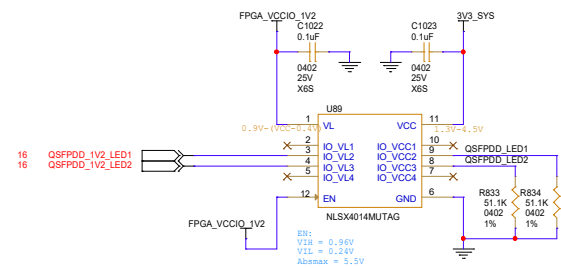 FPGA_VCCIO_1V2
C1022
0.1uF
0402
25V
X6S
C1023
0.1uF
0402
25V
X6S
3V3_SYS
U89
1
VL
VCC
11
0.9V-(VCC-0.4V)
1.3V-4.5V
2
IO_VL1
IO_VCC1
10
16 QSFPDD_1V2_LED1
3
IO_VL2
IO_VCC2
9
QSFPDD_LED1
16 QSFPDD_1V2_LED2
4
IO_VL3
IO_VCC3
8
QSFPDD_LED2
5
IO_VL4
IO_VCC4
7
12
EN
GND
6
NLSX4014MUTAG
R833
51.1K
0402
1%
R834
51.1K
0402
1%
FPGA_VCCIO_1V2
EN:
VIH = 0.96V
VIL = 0.24V
Absmax = 5.5V